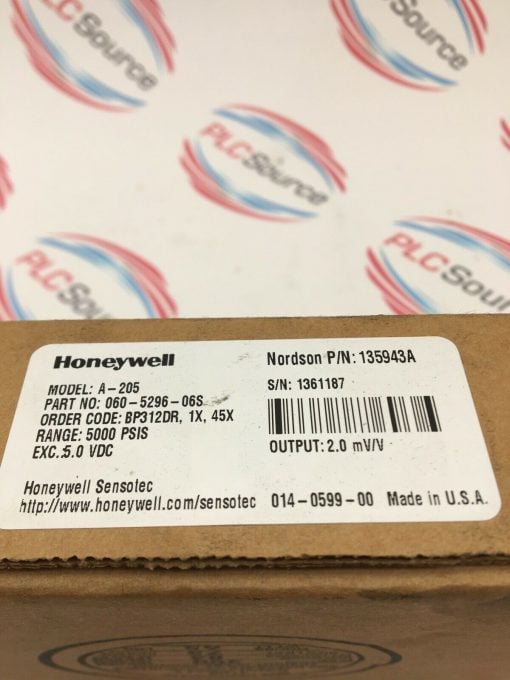 PLC Source
PLC Source
PLC Source
PLC Source
PLC Sour
Honeywell
Nordson P/N: 135943A
MODEL: A-205
S/N: 1361187
PART NO: 060-5296-06S
ORDER CODE: BP312DR, 1X, 45X
RANGE: 5000 PSIS
OUTPUT: 2.0 mV/V
EXC.:5.0 VDC
Honeywell Sensotec
http://www.honeywell.com/sensotec
014-0599-00 Made in U.S.A.